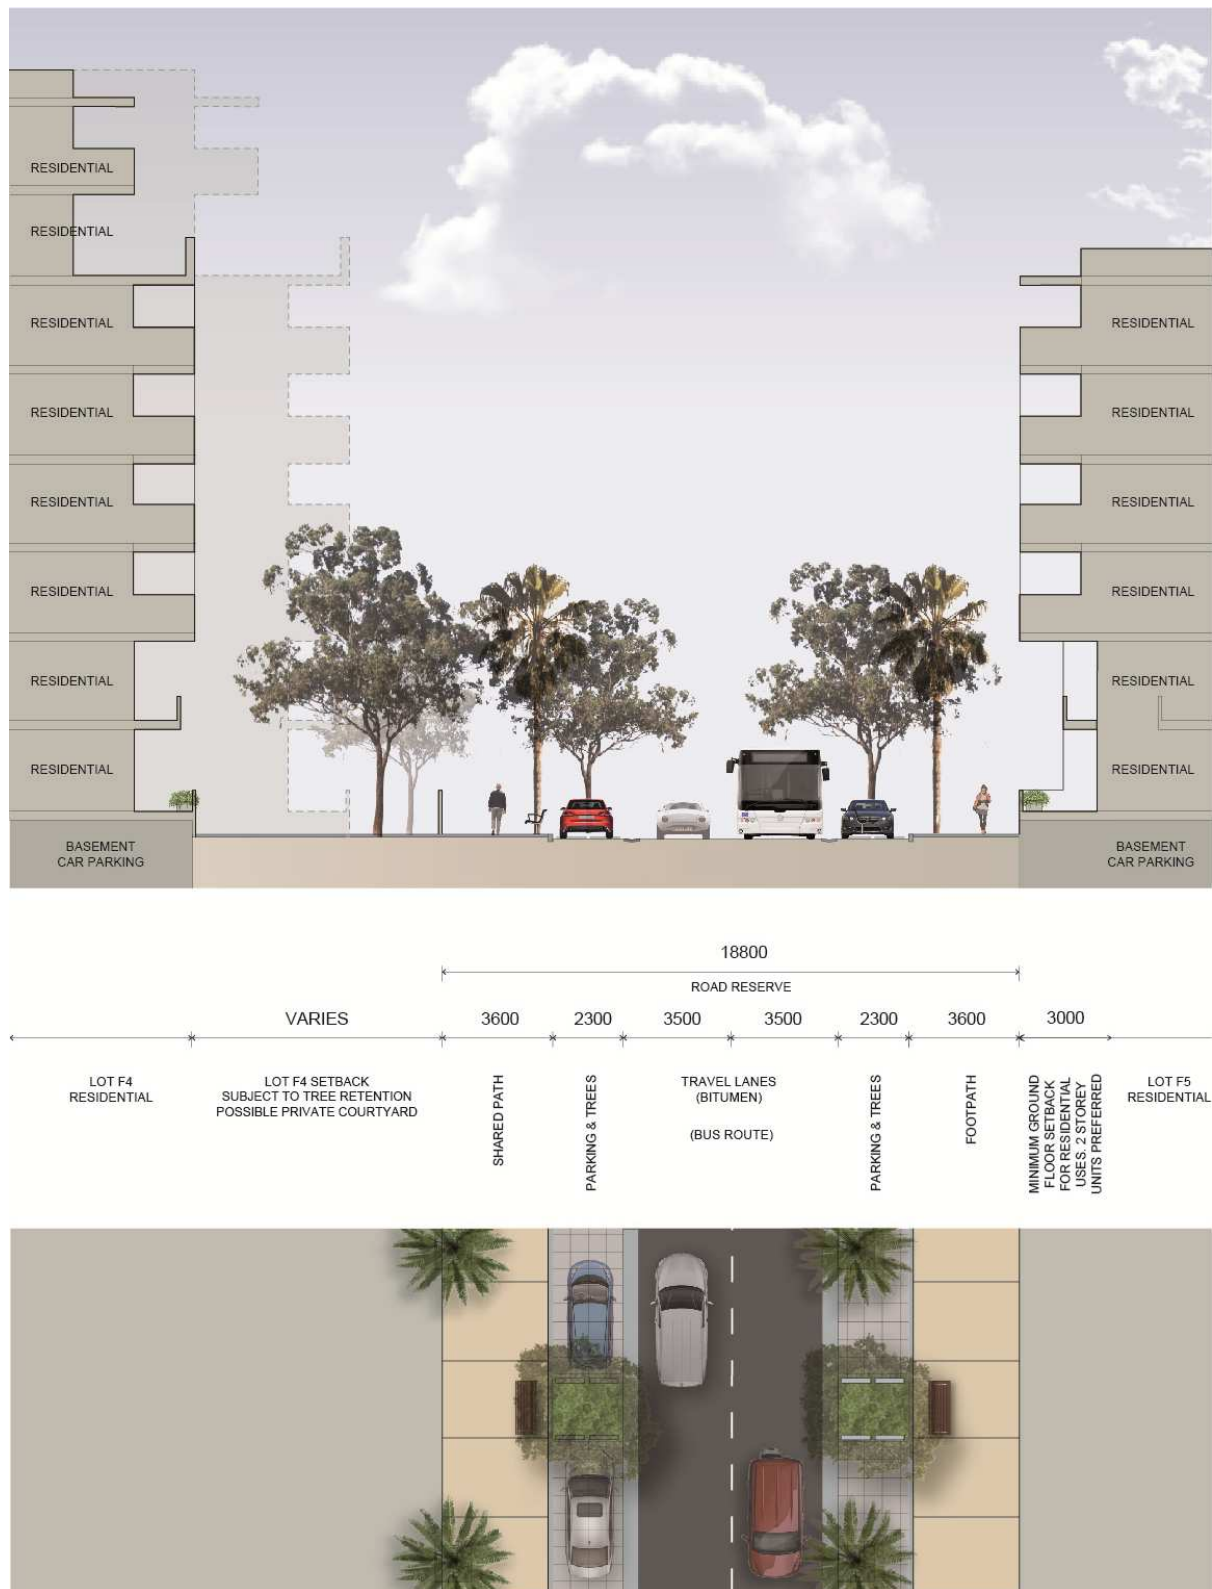 RESIDENTIAL
RESIDENTIAL
RESIDENTIAL
RESIDENTIAL
RESIDENTIAL
RESIDENTIAL
RESIDENTIAL
RESIDENTIAL
RESIDENTIAL
RESIDENTIAL
RESIDENTIAL
RESIDENTIAL
RESIDENTIAL
RESIDENTIAL
BASEMENT
CAR PARKING
BASEMENT
CAR PARKING
18800
ROAD RESERVE
VARIES
3600
2300
3500
3500
2300
3600
3000
LOT F4
RESIDENTIAL
LOT F4 SETBACK
SUBJECT TO TREE RETENTION
POSSIBLE PRIVATE COURTYARD
SHARED PATH
PARKING & TREES
TRAVEL LANES
(BITUMEN)
(BUS ROUTE)
PARKING & TREES
FOOTPATH
MINIMUM GROUND
FLOOR SETBACK
FOR RESIDENTIAL
USES. 2 STOREY
UNITS PREFERRED
LOT F5
RESIDENTIAL